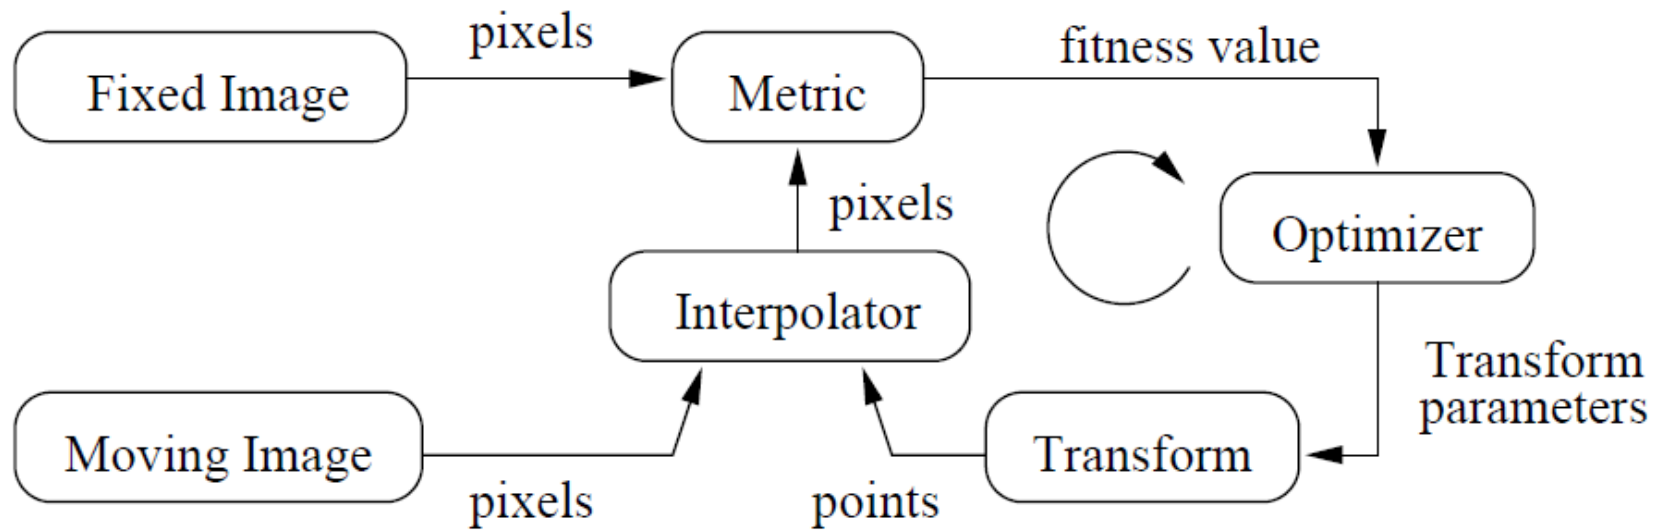 pixels
fitness value
Fixed Image
Metric
pixels
Optimizer
Interpolator
Transform
parameters
Moving Image
Transform
pixels
points